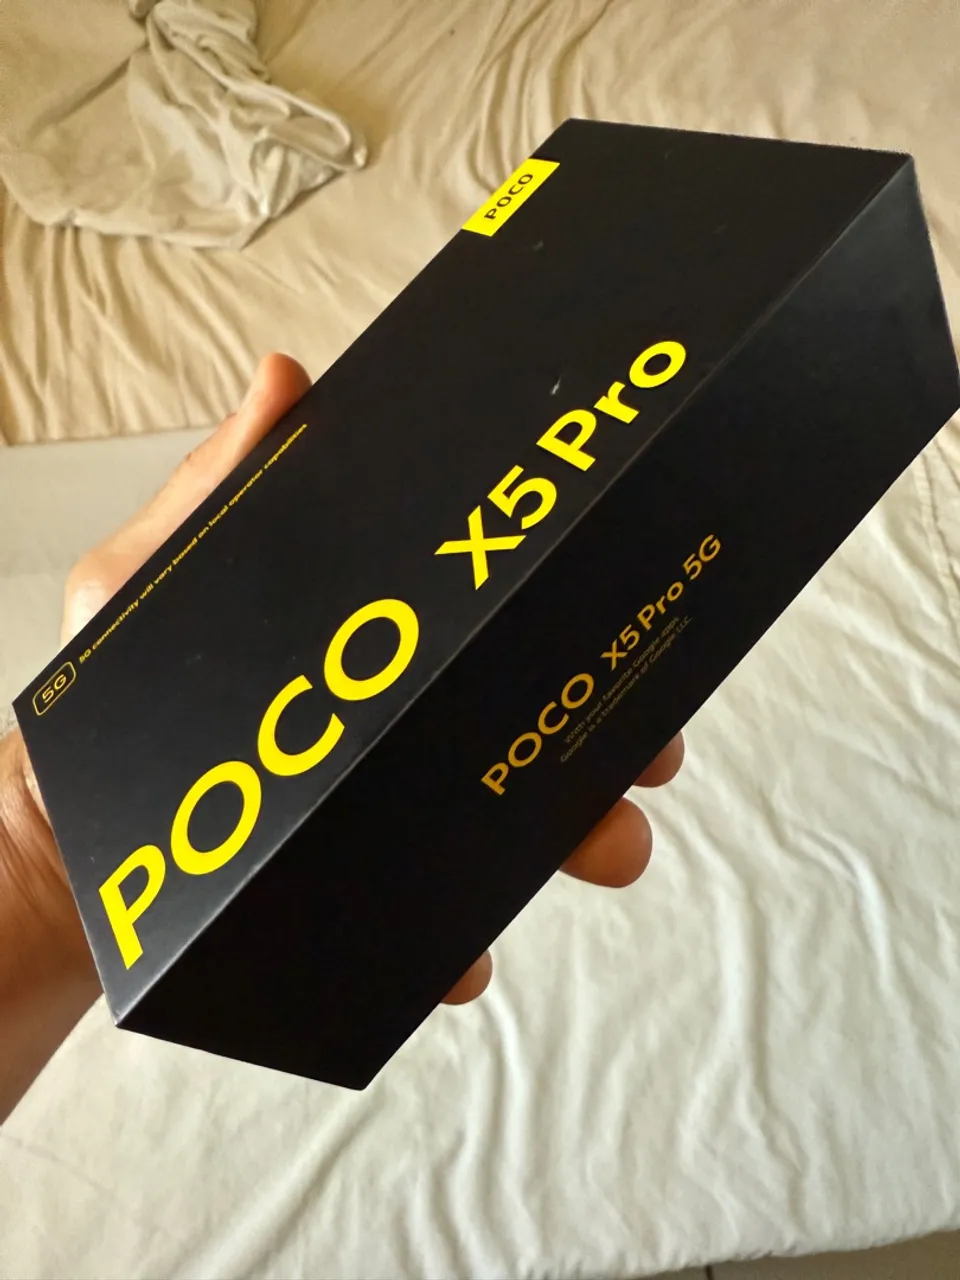 POCO
POCO X5 Pro
5G 5G connectivity will vary based on local operator capabilities
POCO X5 Pro 5G
With your favorite Google apps
Google is a trademark of Google LLC.